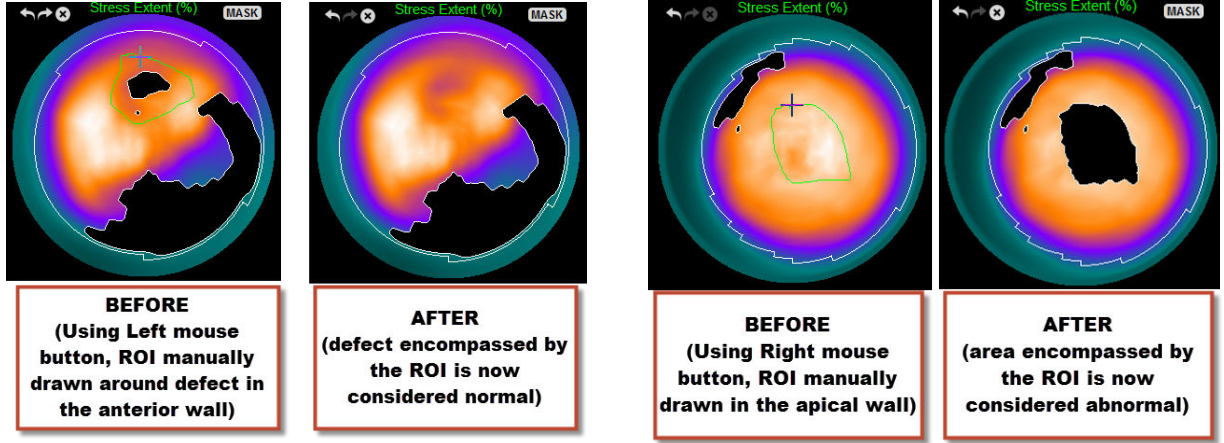 Stress Extent (%)
MASK
BEFORE
(Using Left mouse
button, ROI manually
drawn around defect in
the anterior wall)
Stress Extent (%)
MASK
AFTER
(defect encompassed by
the ROI is now
considered normal)
Stress Extent (%)
MASK
BEFORE
(Using Right mouse
button, ROI manually
drawn in the apical wall)
Stress Extent (%)
MASK
AFTER
(area encompassed by
the ROI is now
considered abnormal)